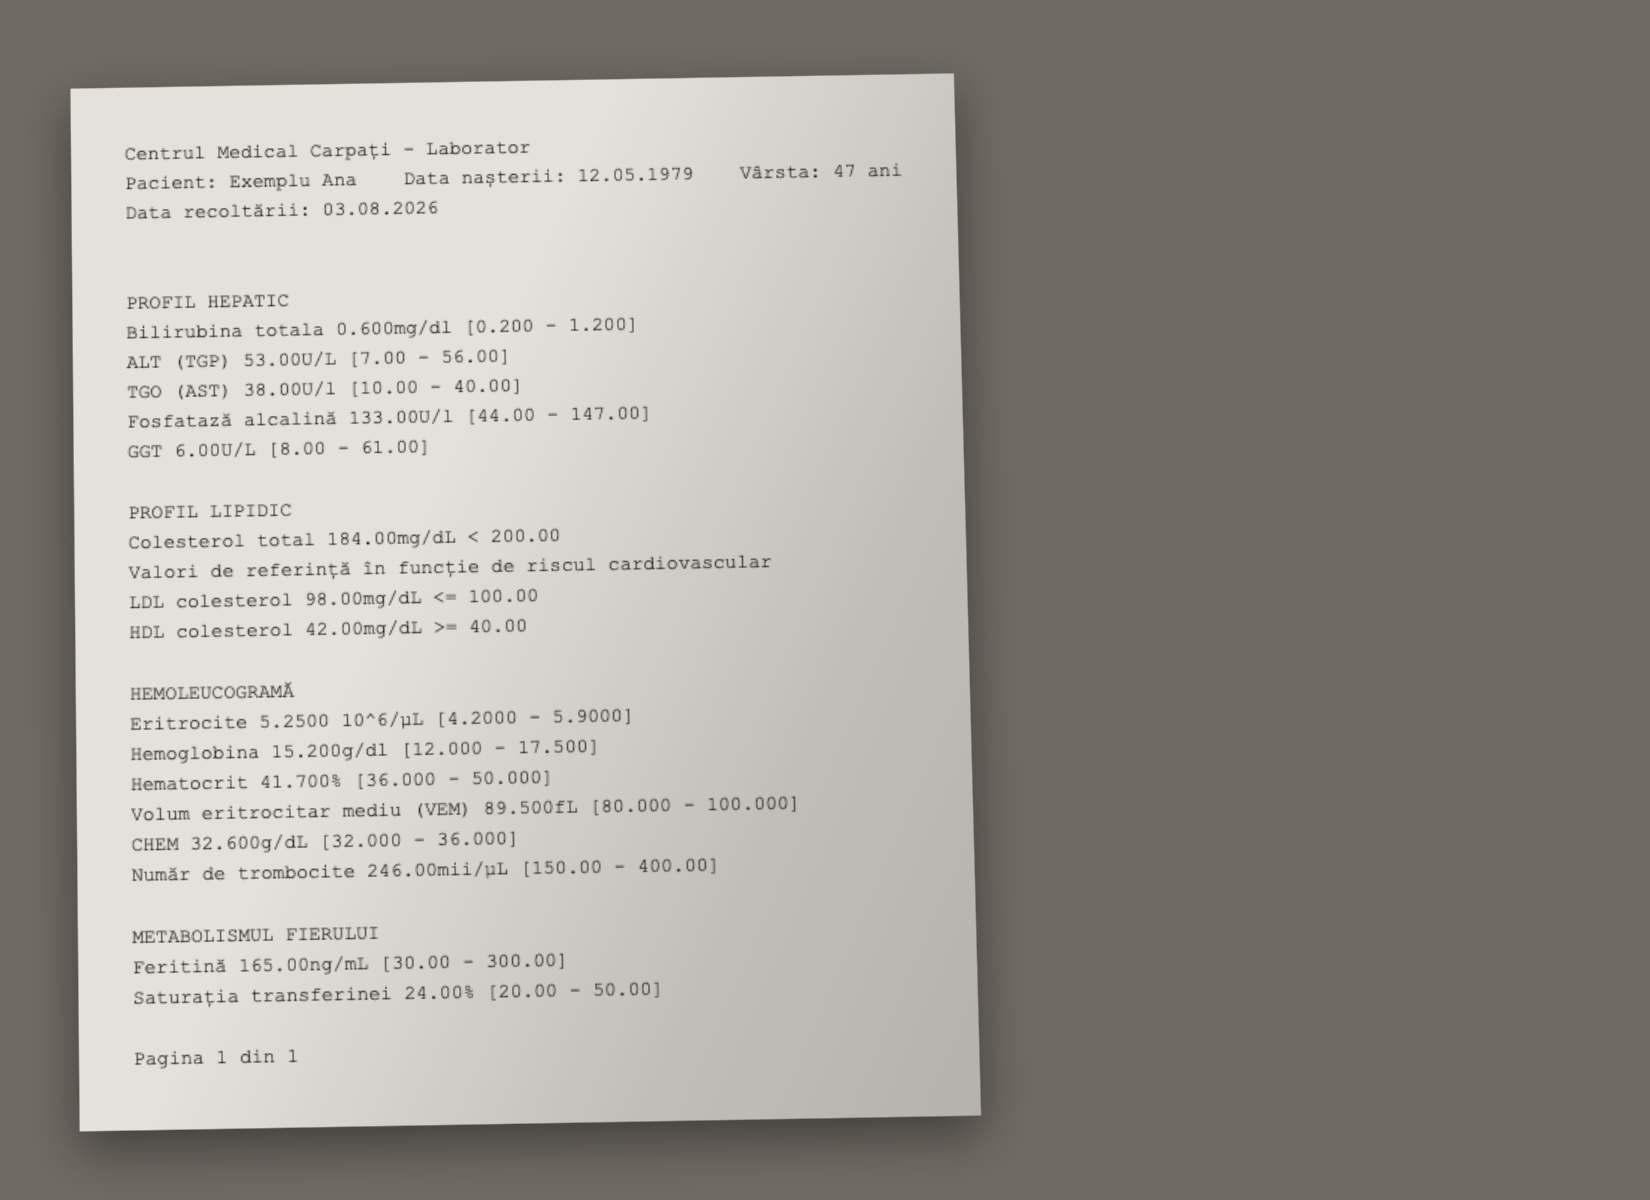 Centrul Medical Carpați - Laborator
Pacient: Exemplu Ana    Data nașterii: 12.05.1979    Vârsta: 47 ani
Data recoltării: 03.08.2026
PROFIL HEPATIC
Bilirubina totala 0.600mg/dl [0.200 - 1.200]
ALT (TGP) 53.00U/L [7.00 - 56.00]
TGO (AST) 38.00U/l [10.00 - 40.00]
Fosfatază alcalină 133.00U/l [44.00 - 147.00]
GGT 6.00U/L [8.00 - 61.00]
PROFIL LIPIDIC
Colesterol total 184.00mg/dL < 200.00
Valori de referință în funcție de riscul cardiovascular
LDL colesterol 98.00mg/dL <= 100.00
HDL colesterol 42.00mg/dL >= 40.00
HEMOLEUCOGRAMĂ
Eritrocite 5.2500 10^6/µL [4.2000 - 5.9000]
Hemoglobina 15.200g/dl [12.000 - 17.500]
Hematocrit 41.700% [36.000 - 50.000]
Volum eritrocitar mediu (VEM) 89.500fL [80.000 - 100.000]
CHEM 32.600g/dL [32.000 - 36.000]
Număr de trombocite 246.00mii/µL [150.00 - 400.00]
METABOLISMUL FIERULUI
Feritină 165.00ng/mL [30.00 - 300.00]
Saturația transferinei 24.00% [20.00 - 50.00]
Pagina 1 din 1